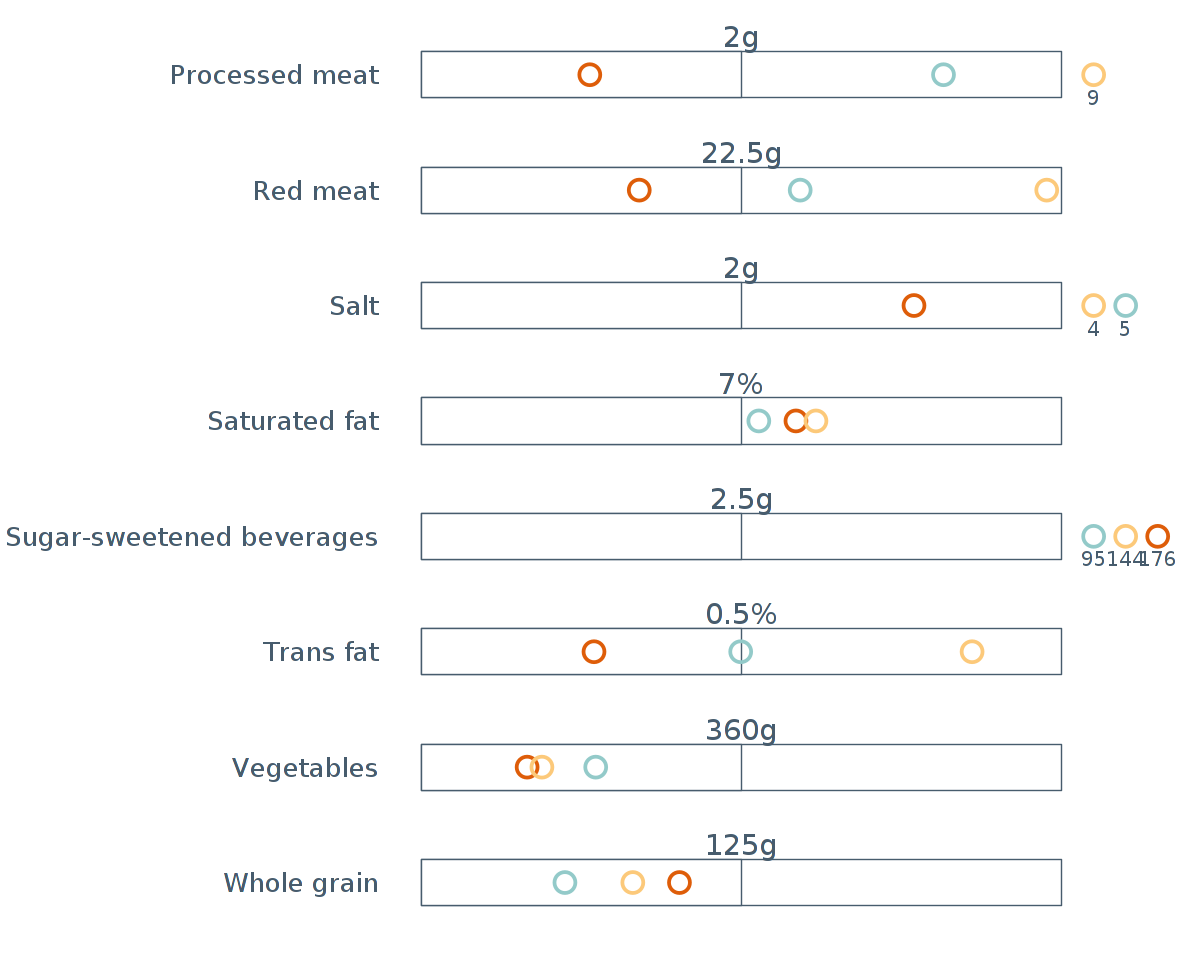 2g
Processed meat
9
22.5g
Red meat
2g
Salt
4 5
7%
Saturated fat
2.5g
Sugar-sweetened beverages
95 144 176
0.5%
Trans fat
360g
Vegetables
125g
Whole grain